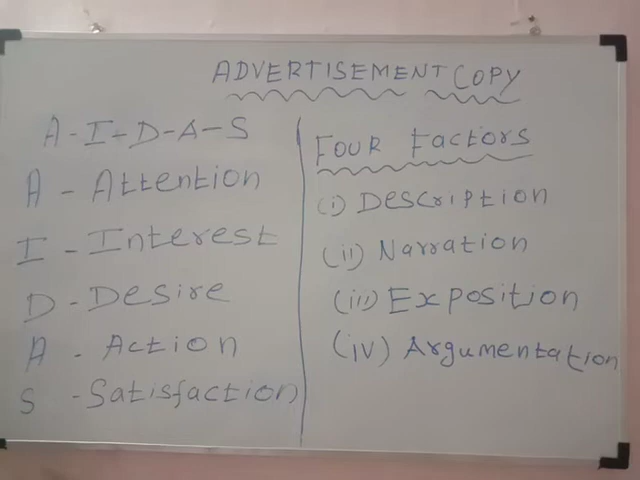 ADVERTISEMENT COPY
A-I-D-A-S
A - Attention
I - Interest
D - Desire
A - Action
S - Satisfaction
FOUR Factors
(i) Description
(ii) Narration
(iii) Exposition
(iv) Argumentation